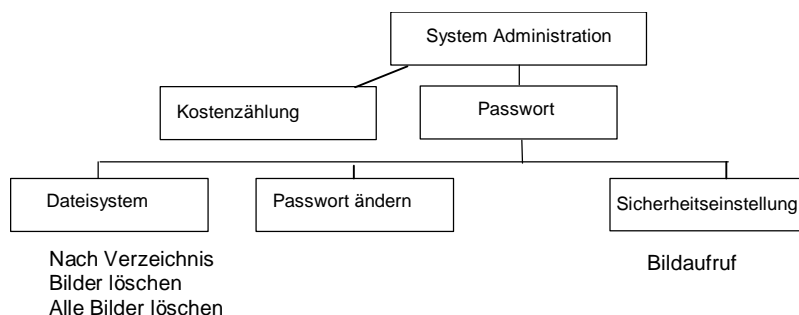 System Administration
Kostenzählung
Passwort
Dateisystem
Passwort ändern
Sicherheitseinstellung
Nach Verzeichnis
Bilder löschen
Alle Bilder löschen
Bildaufruf